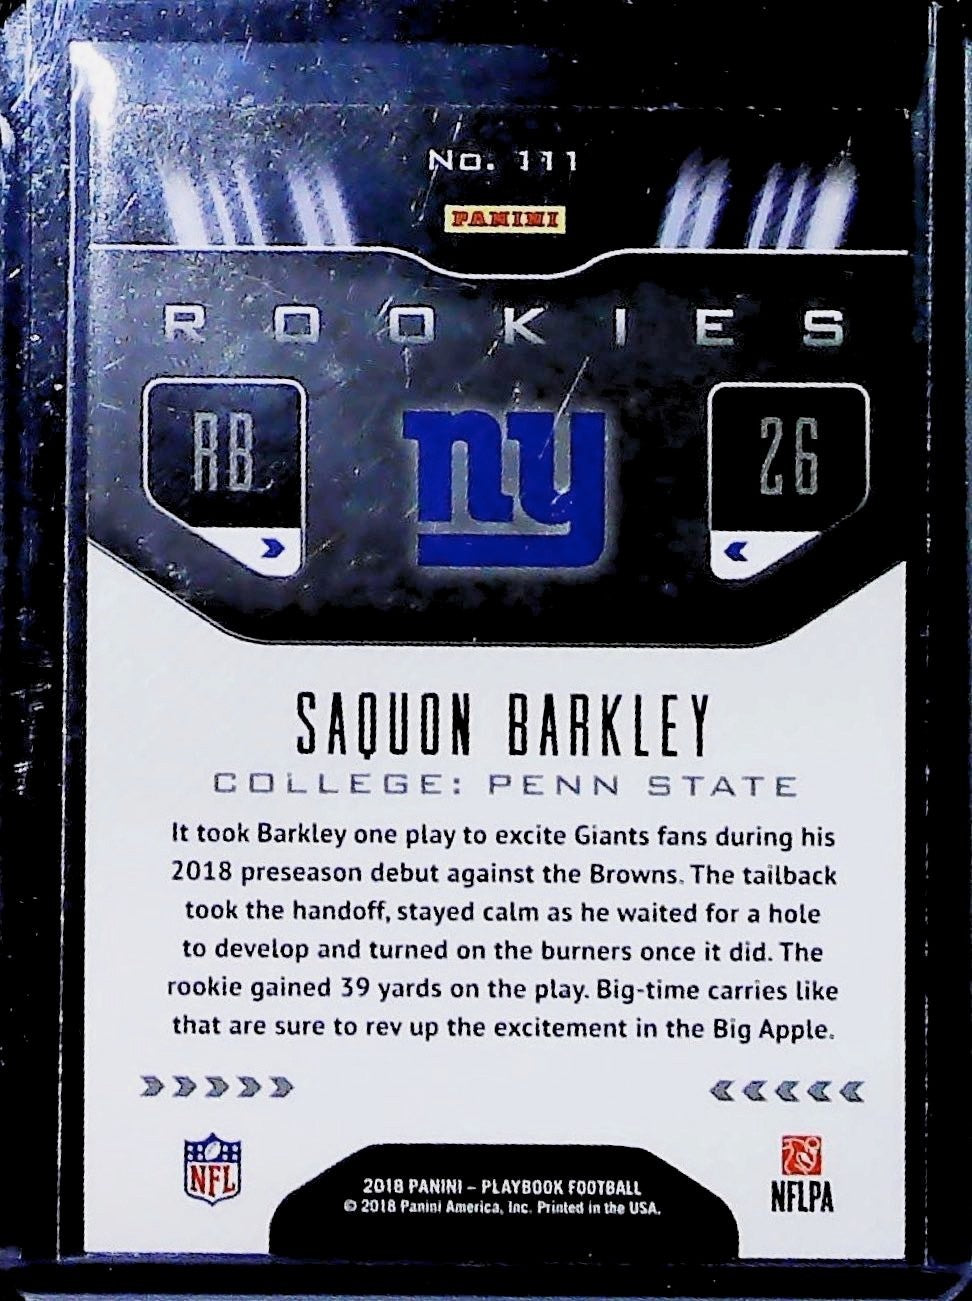 No. 111
PANINI
ROOKIES
RB
ny
26
SAQUON BARKLEY
COLLEGE: PENN STATE
It took Barkley one play to excite Giants fans during his
2018 preseason debut against the Browns. The tailback
took the handoff, stayed calm as he waited for a hole
to develop and turned on the burners once it did. The
rookie gained 39 yards on the play. Big-time carries like
that are sure to rev up the excitement in the Big Apple.
NFL
NFLPA
2018 PANINI – PLAYBOOK FOOTBALL
© 2018 Panini America, Inc. Printed in the USA.